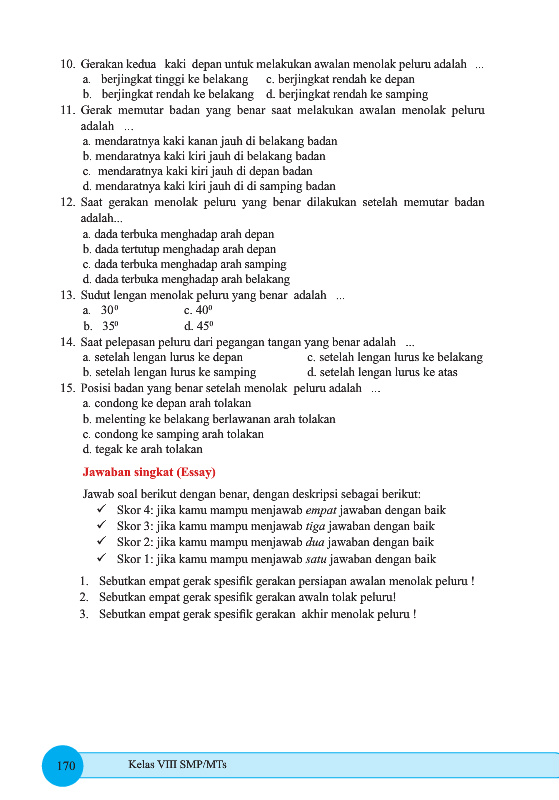 10. Gerakan kedua kaki depan untuk melakukan awalan menolak peluru adalah ...
a. berjingkat tinggi ke belakang c. berjingkat rendah ke depan
b. berjingkat rendah ke belakang d. berjingkat rendah ke samping
11. Gerak memutar badan yang benar saat melakukan awalan menolak peluru
adalah ...
a. mendaratnya kaki kanan jauh di belakang badan
b. mendaratnya kaki kiri jauh di belakang badan
c. mendaratnya kaki kiri jauh di depan badan
d. mendaratnya kaki kiri jauh di di samping badan
12. Saat gerakan menolak peluru yang benar dilakukan setelah memutar badan
adalah...
a. dada terbuka menghadap arah depan
b. dada tertutup menghadap arah depan
c. dada terbuka menghadap arah samping
d. dada terbuka menghadap arah belakang
13. Sudut lengan menolak peluru yang benar adalah ...
a. 30⁰ c. 40⁰
b. 35⁰ d. 45⁰
14. Saat pelepasan peluru dari pegangan tangan yang benar adalah ...
a. setelah lengan lurus ke depan c. setelah lengan lurus ke belakang
b. setelah lengan lurus ke samping d. setelah lengan lurus ke atas
15. Posisi badan yang benar setelah menolak peluru adalah ...
a. condong ke depan arah tolakan
b. melenting ke belakang berlawanan arah tolakan
c. condong ke samping arah tolakan
d. tegak ke arah tolakan
Jawaban singkat (Essay)
Jawab soal berikut dengan benar, dengan deskripsi sebagai berikut:
✓ Skor 4: jika kamu mampu menjawab empat jawaban dengan baik
✓ Skor 3: jika kamu mampu menjawab tiga jawaban dengan baik
✓ Skor 2: jika kamu mampu menjawab dua jawaban dengan baik
✓ Skor 1: jika kamu mampu menjawab satu jawaban dengan baik
1. Sebutkan empat gerak spesifik gerakan persiapan awalan menolak peluru !
2. Sebutkan empat gerak spesifik gerakan awaln tolak peluru!
3. Sebutkan empat gerak spesifik gerakan akhir menolak peluru !
170 Kelas VIII SMP/MTs